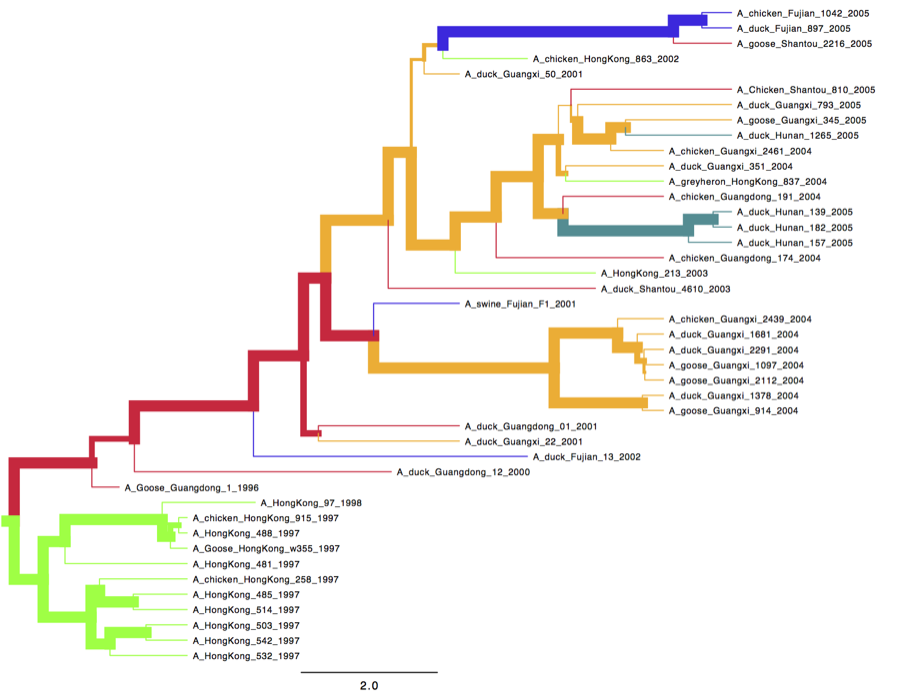 A_chicken_Fujian_1042_2005
A_duck_Fujian_897_2005
A_goose_Shantou_2216_2005
A_chicken_HongKong_863_2002
A_duck_Guangxi_50_2001
A_Chicken_Shantou_810_2005
A_duck_Guangxi_793_2005
A_goose_Guangxi_345_2005
A_duck_Hunan_1265_2005
A_chicken_Guangxi_2461_2004
A_duck_Guangxi_351_2004
A_greyheron_HongKong_837_2004
A_chicken_Guangdong_191_2004
A_duck_Hunan_139_2005
A_duck_Hunan_182_2005
A_duck_Hunan_157_2005
A_chicken_Guangdong_174_2004
A_HongKong_213_2003
A_duck_Shantou_4610_2003
A_swine_Fujian_F1_2001
A_chicken_Guangxi_2439_2004
A_duck_Guangxi_1681_2004
A_duck_Guangxi_2291_2004
A_goose_Guangxi_1097_2004
A_goose_Guangxi_2112_2004
A_duck_Guangxi_1378_2004
A_goose_Guangxi_914_2004
A_duck_Guangdong_01_2001
A_duck_Guangxi_22_2001
A_duck_Fujian_13_2002
A_duck_Guangdong_12_2000
A_Goose_Guangdong_1_1996
A_HongKong_97_1998
A_chicken_HongKong_915_1997
A_HongKong_488_1997
A_Goose_HongKong_w355_1997
A_HongKong_481_1997
A_chicken_HongKong_258_1997
A_HongKong_485_1997
A_HongKong_514_1997
A_HongKong_503_1997
A_HongKong_542_1997
A_HongKong_532_1997
2.0